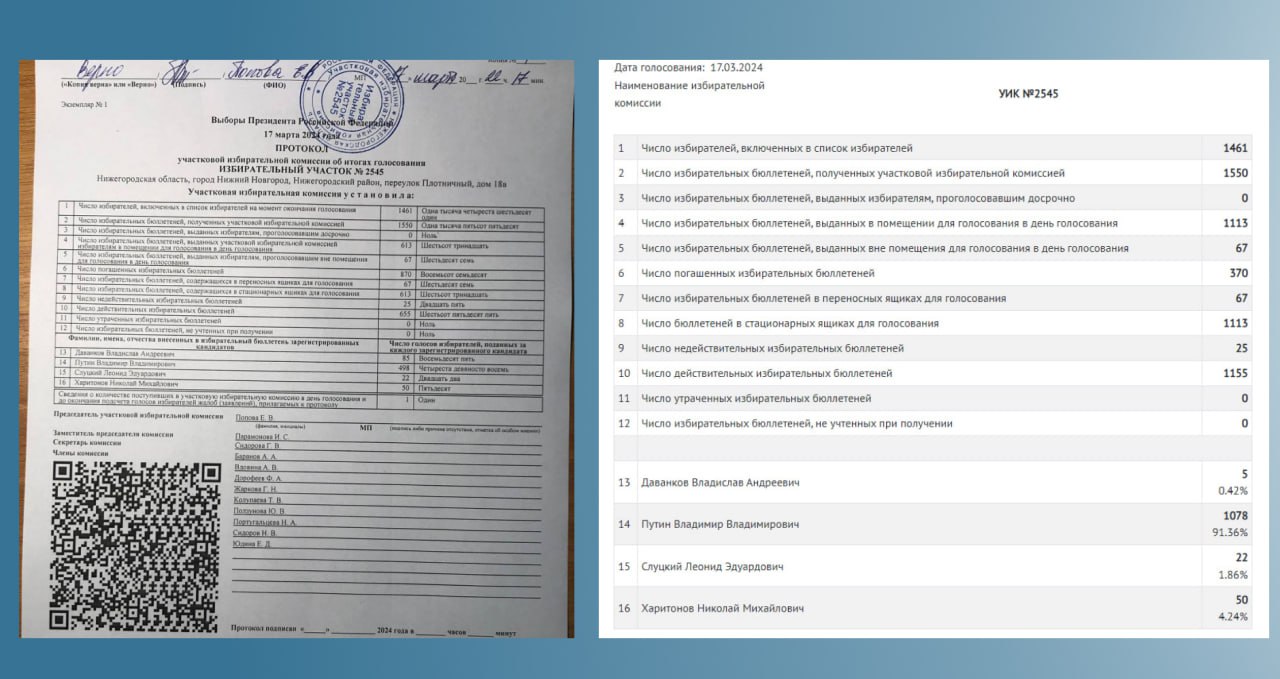 Верно Попова Е.В. 17 март 20 г 22 ч. 17 мин.
(«Копия верна» или «Верно») (подпись) (ФИО) МП
Экземпляр № 1
Выборы Президента Российской Федерации
17 марта 2024 года
ПРОТОКОЛ
участковой избирательной комиссии об итогах голосования
ИЗБИРАТЕЛЬНЫЙ УЧАСТОК № 2545
Нижегородская область, город Нижний Новгород, Нижегородский район, переулок Плотничный, дом 18в
Участковая избирательная комиссия у с т а н о в и л а:
1 Число избирателей, включенных в список избирателей на момент окончания голосования 1461 Одна тысяча четыреста шестьдесят
один
2 Число избирательных бюллетеней, полученных участковой избирательной комиссией 1550 Одна тысяча пятьсот пятьдесят
3 Число избирательных бюллетеней, выданных избирателям, проголосовавшим досрочно 0 Ноль
4 Число избирательных бюллетеней, выданных участковой избирательной комиссией
избирателям в помещении для голосования в день голосования 613 Шестьсот тринадцать
5 Число избирательных бюллетеней, выданных избирателям, проголосовавшим вне помещения
для голосования в день голосования 67 Шестьдесят семь
6 Число погашенных избирательных бюллетеней 870 Восемьсот семьдесят
7 Число избирательных бюллетеней, содержащихся в переносных ящиках для голосования 67 Шестьдесят семь
8 Число избирательных бюллетеней, содержащихся в стационарных ящиках для голосования 613 Шестьсот тринадцать
9 Число недействительных избирательных бюллетеней 25 Двадцать пять
10 Число действительных избирательных бюллетеней 655 Шестьсот пятьдесят пять
11 Число утраченных избирательных бюллетеней 0 Ноль
12 Число избирательных бюллетеней, не учтенных при получении 0 Ноль
Фамилии, имена, отчества внесенных в избирательный бюллетень зарегистрированных
кандидатов
Число голосов избирателей, поданных за
каждого зарегистрированного кандидата
13 Даванков Владислав Андреевич 85 Восемьдесят пять
14 Путин Владимир Владимирович 498 Четыреста девяносто восемь
15 Слуцкий Леонид Эдуардович 22 Двадцать два
16 Харитонов Николай Михайлович 50 Пятьдесят
Сведения о количестве поступивших в участковую избирательную комиссию в день голосования и
до окончания подсчета голосов избирателей жалоб (заявлений), прилагаемых к протоколу 1 Один
Председатель участковой избирательной комиссии Попова Е. В.
(фамилия, инициалы) МП (подпись либо причина отсутствия, отметка об особом мнении)
Заместитель председателя комиссии Парамонова И. С.
Секретарь комиссии Сидорова Г. В.
Члены комиссии Баранов А. А.
Вдовина А. В.
Дорофеев Ф. А.
Жаркова Г. Н.
Колупаева Т. В.
Ползунова Ю. В.
Португальцева Н. А.
Сидоров Н. В.
Юдина Е. Д.
Протокол подписан «____» 2024 года в часов минут
Избирательный участок №2545
Дата голосования: 17.03.2024
Наименование избирательной
комиссии
УИК №2545
1 Число избирателей, включенных в список избирателей 1461
2 Число избирательных бюллетеней, полученных участковой избирательной комиссией 1550
3 Число избирательных бюллетеней, выданных избирателям, проголосовавшим досрочно 0
4 Число избирательных бюллетеней, выданных в помещении для голосования в день голосования 1113
5 Число избирательных бюллетеней, выданных вне помещения для голосования в день голосования 67
6 Число погашенных избирательных бюллетеней 370
7 Число избирательных бюллетеней в переносных ящиках для голосования 67
8 Число бюллетеней в стационарных ящиках для голосования 1113
9 Число недействительных избирательных бюллетеней 25
10 Число действительных избирательных бюллетеней 1155
11 Число утраченных избирательных бюллетеней 0
12 Число избирательных бюллетеней, не учтенных при получении 0
13 Даванков Владислав Андреевич 5
0.42%
14 Путин Владимир Владимирович 1078
91.36%
15 Слуцкий Леонид Эдуардович 22
1.86%
16 Харитонов Николай Михайлович 50
4.24%